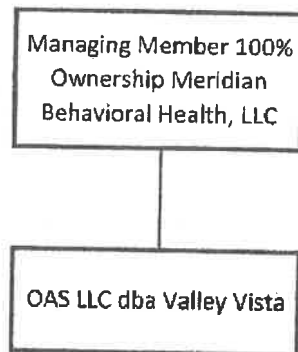 Managing Member 100%
Ownership Meridian
Behavioral Health, LLC
OAS LLC dba Valley Vista